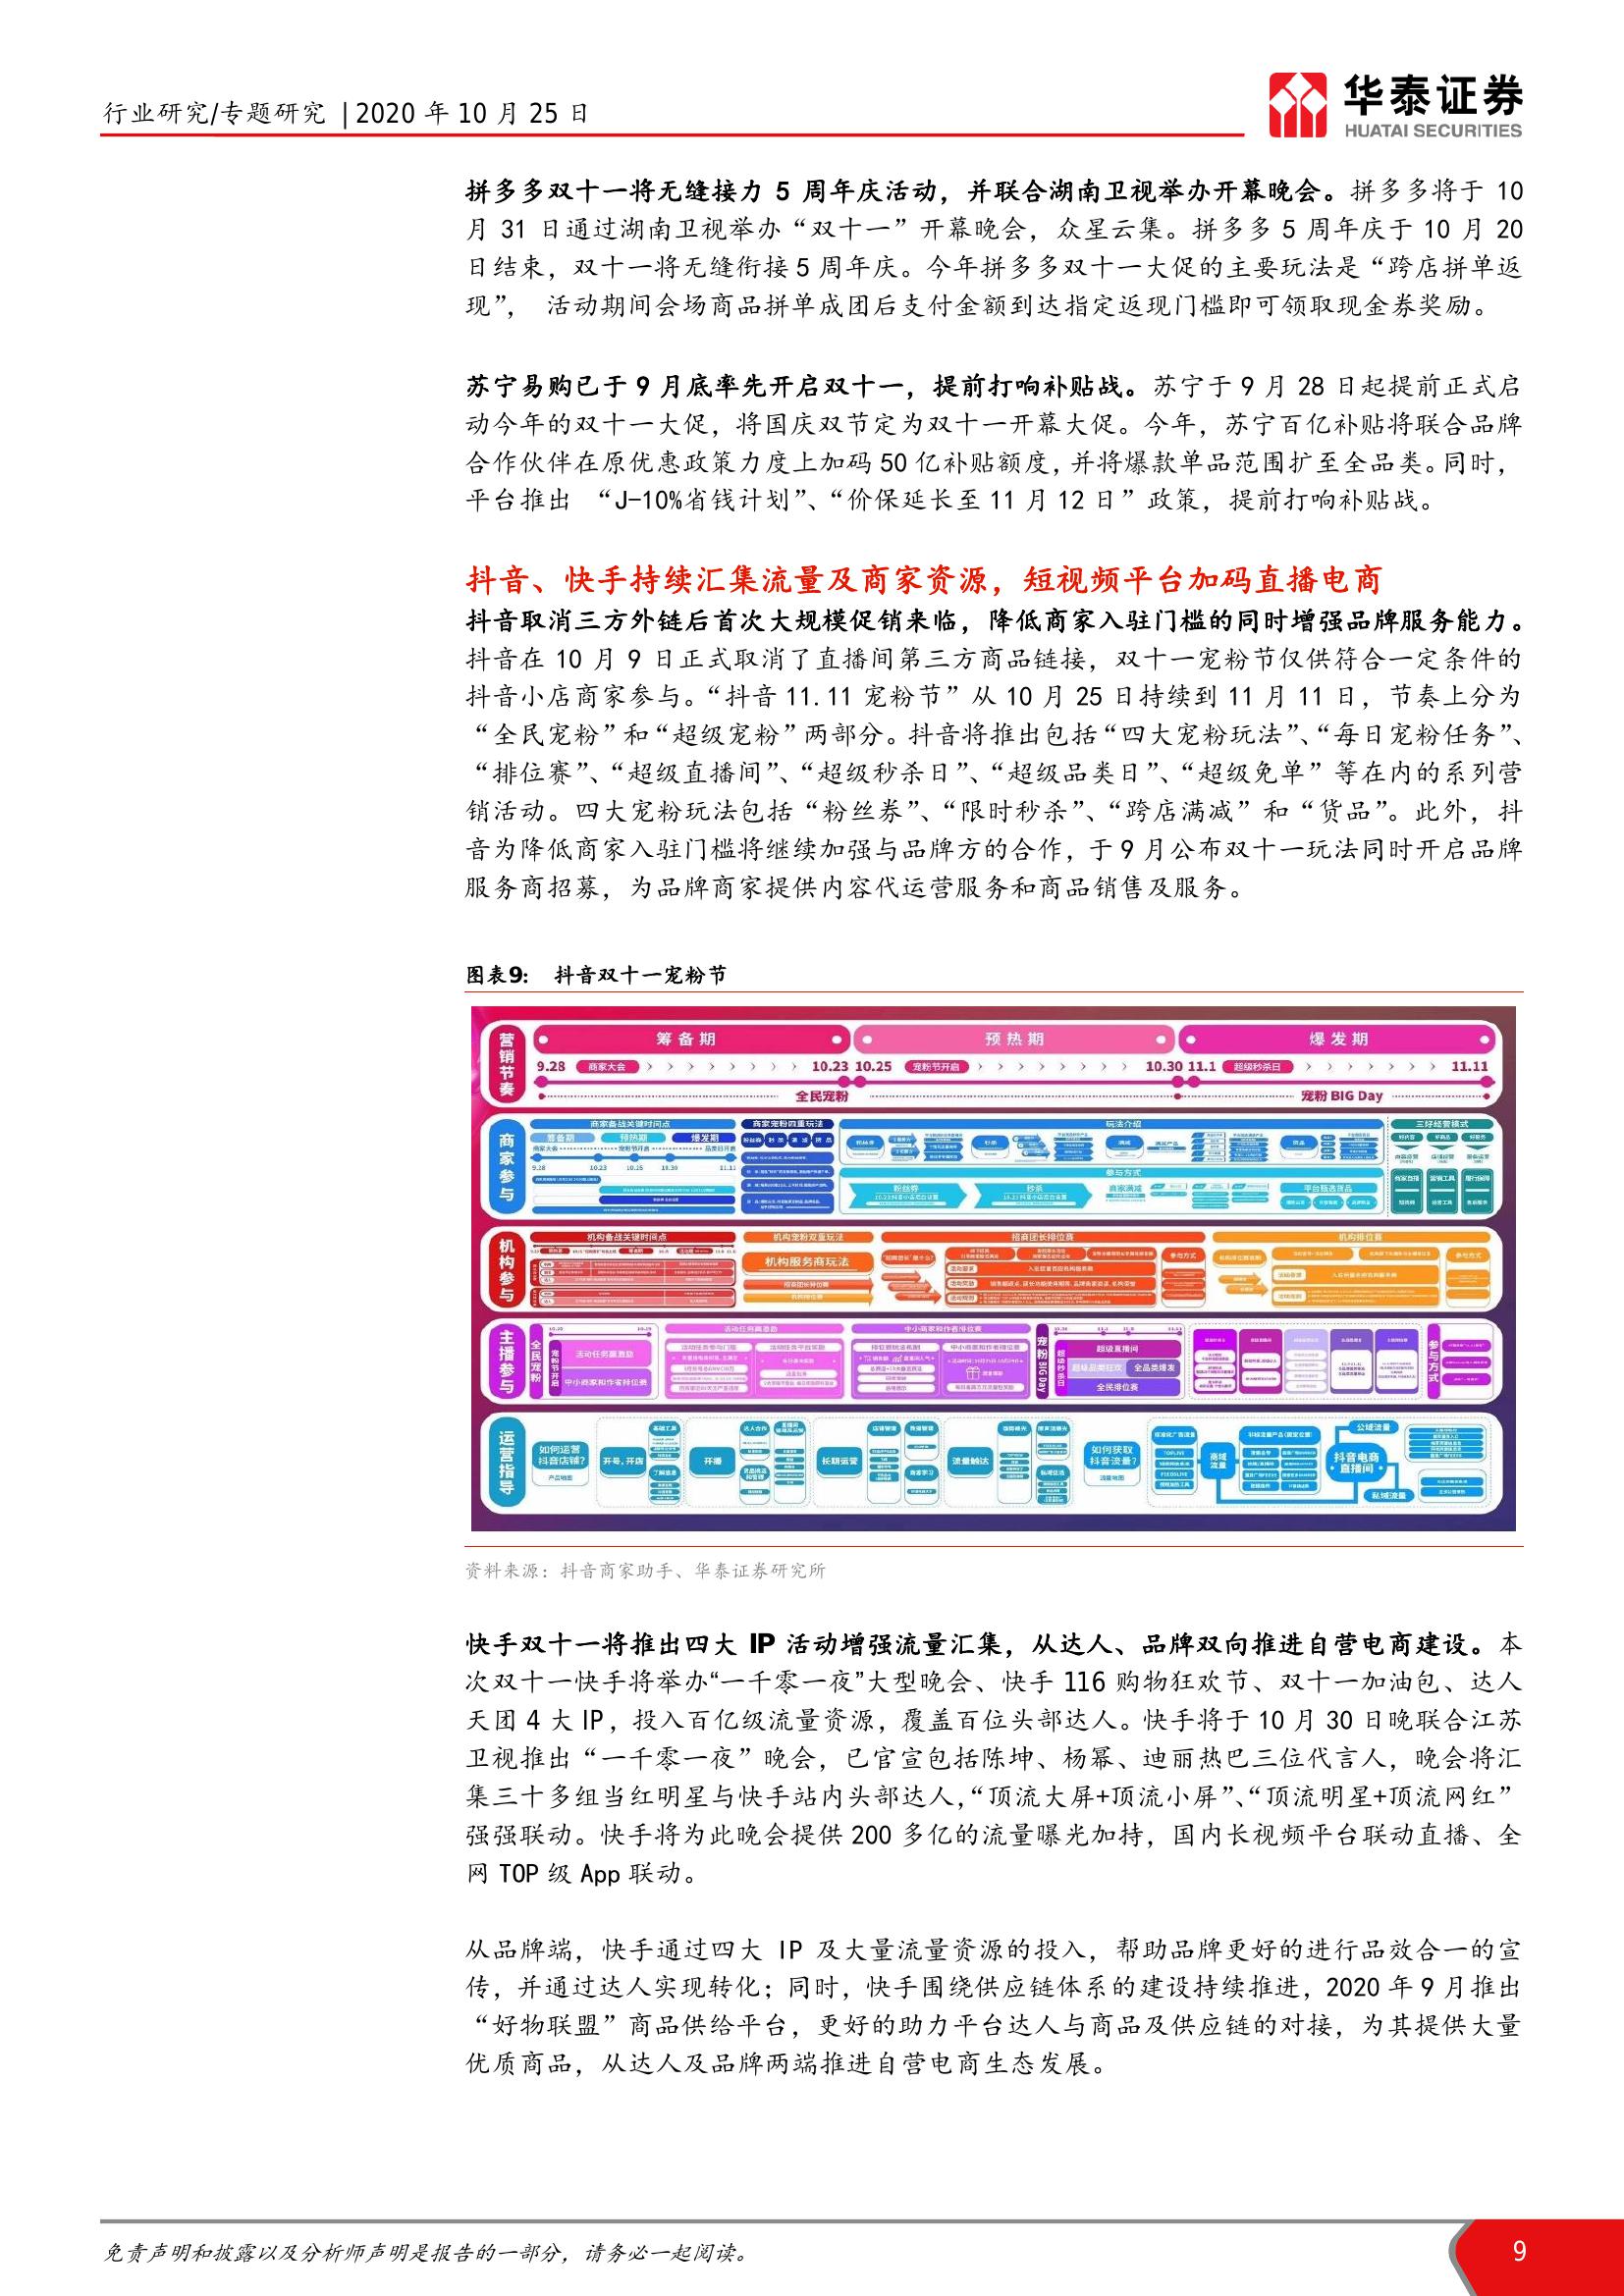 行业研究/专题研究 | 2020 年 10 月 25 日
华泰证券
HUATAI SECURITIES
拼多多双十一将无缝接力 5 周年庆活动，并联合湖南卫视举办开幕晚会。拼多多将于 10
月 31 日通过湖南卫视举办“双十一”开幕晚会，众星云集。拼多多 5 周年庆于 10 月 20
日结束，双十一将无缝衔接 5 周年庆。今年拼多多双十一大促的主要玩法是“跨店拼单返
现”， 活动期间会场商品拼单成团后支付金额到达指定返现门槛即可领取现金券奖励。
苏宁易购已于 9 月底率先开启双十一，提前打响补贴战。苏宁于 9 月 28 日起提前正式启
动今年的双十一大促，将国庆双节定为双十一开幕大促。今年，苏宁百亿补贴将联合品牌
合作伙伴在原优惠政策力度上加码 50 亿补贴额度，并将爆款单品范围扩至全品类。同时，
平台推出 “J-10%省钱计划”、“价保延长至 11 月 12 日”政策，提前打响补贴战。
抖音、快手持续汇集流量及商家资源，短视频平台加码直播电商
抖音取消三方外链后首次大规模促销来临，降低商家入驻门槛的同时增强品牌服务能力。
抖音在 10 月 9 日正式取消了直播间第三方商品链接，双十一宠粉节仅供符合一定条件的
抖音小店商家参与。“抖音 11.11 宠粉节”从 10 月 25 日持续到 11 月 11 日，节奏上分为
“全民宠粉”和“超级宠粉”两部分。抖音将推出包括“四大宠粉玩法”、“每日宠粉任务”、
“排位赛”、“超级直播间”、“超级秒杀日”、“超级品类日”、“超级免单”等在内的系列营
销活动。四大宠粉玩法包括“粉丝券”、“限时秒杀”、“跨店满减”和“货品”。此外，抖
音为降低商家入驻门槛将继续加强与品牌方的合作，于 9 月公布双十一玩法同时开启品牌
服务商招募，为品牌商家提供内容代运营服务和商品销售及服务。
图表9： 抖音双十一宠粉节
营销节奏
筹备期 预热期 爆发期
9.28 商家大会 10.23 10.25 宠粉节开启 10.30 11.1 超级秒杀日 11.11
全民宠粉 宠粉 BIG Day
商家参与
商家备战关键时间点 商家宠粉四重玩法 玩法介绍 三好经营模式
筹备期 预热期 爆发期
9.28 10.23 10.25 10.30 11.11
参与方式
粉丝券 秒杀 商家满减 平台甄选货品
机构参与
机构备战关键时间点 机构宠粉双重玩法 招商团长排位赛 机构排位赛
机构服务商玩法
主播参与
全民宠粉
宠粉节开启
活动任务赢激励
中小商家和作者排位赛
活动任务赢激励 中小商家和作者排位赛
宠粉 BIG Day
超级秒杀日
超级直播间
超级品类狂欢 全品类爆发
全民排位赛
参与方式
运营指导
如何运营抖音店铺？
开号，开店
开播
长期运营
流量触达
如何获取抖音流量？
商域流量
公域流量
抖音电商直播间
私域流量
资料来源：抖音商家助手、华泰证券研究所
快手双十一将推出四大 IP 活动增强流量汇集，从达人、品牌双向推进自营电商建设。本
次双十一快手将举办“一千零一夜”大型晚会、快手 116 购物狂欢节、双十一加油包、达人
天团 4 大 IP，投入百亿级流量资源，覆盖百位头部达人。快手将于 10 月 30 日晚联合江苏
卫视推出“一千零一夜”晚会，已官宣包括陈坤、杨幂、迪丽热巴三位代言人，晚会将汇
集三十多组当红明星与快手站内头部达人，“顶流大屏+顶流小屏”、“顶流明星+顶流网红”
强强联动。快手将为此晚会提供 200 多亿的流量曝光加持，国内长视频平台联动直播、全
网 TOP 级 App 联动。
从品牌端，快手通过四大 IP 及大量流量资源的投入，帮助品牌更好的进行品效合一的宣
传，并通过达人实现转化；同时，快手围绕供应链体系的建设持续推进，2020 年 9 月推出
“好物联盟”商品供给平台，更好的助力平台达人与商品及供应链的对接，为其提供大量
优质商品，从达人及品牌两端推进自营电商生态发展。
免责声明和披露以及分析师声明是报告的一部分，请务必一起阅读。
9